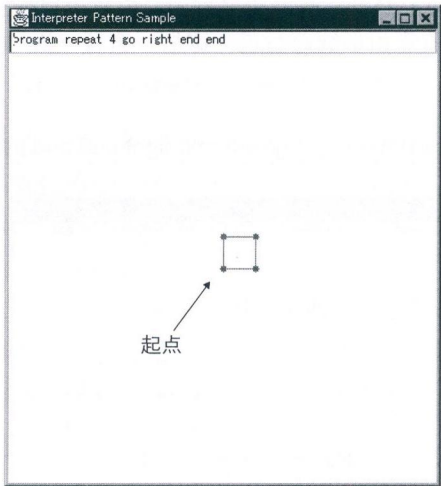 Interpreter Pattern Sample
program repeat 4 go right end end
起点